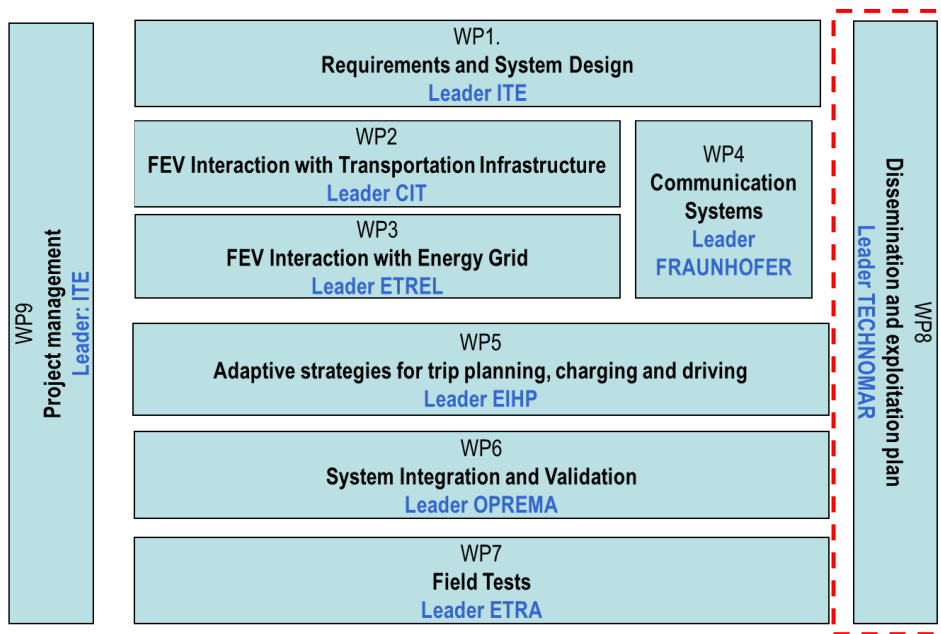 WP9
Project management
Leader: ITE
WP1.
Requirements and System Design
Leader ITE
WP2
FEV Interaction with Transportation Infrastructure
Leader CIT
WP3
FEV Interaction with Energy Grid
Leader ETREL
WP4
Communication
Systems
Leader
FRAUNHOFER
WP5
Adaptive strategies for trip planning, charging and driving
Leader EIHP
WP6
System Integration and Validation
Leader OPREMA
WP7
Field Tests
Leader ETRA
WP8
Dissemination and exploitation plan
Leader TECHNOMAR